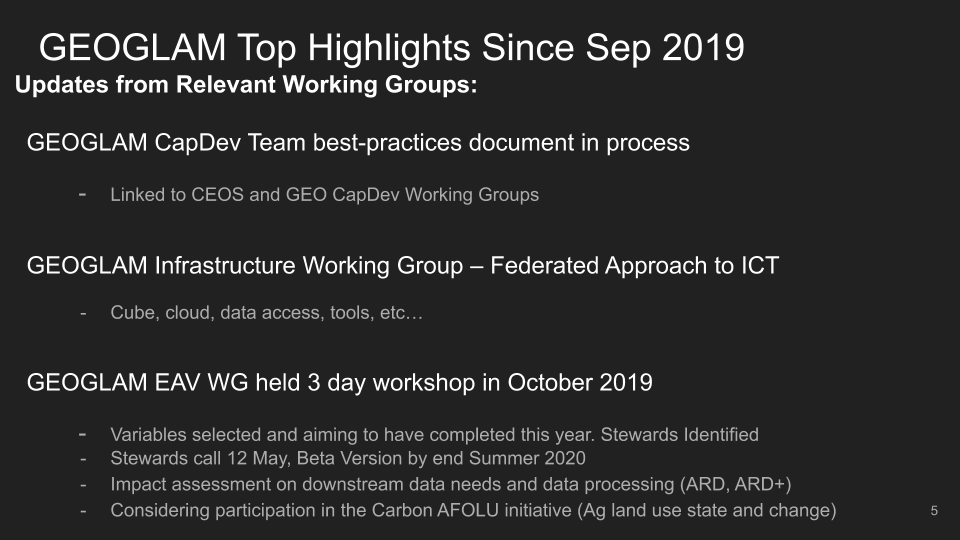 GEOGLAM Top Highlights Since Sep 2019
Updates from Relevant Working Groups:
GEOGLAM CapDev Team best-practices document in process
- Linked to CEOS and GEO CapDev Working Groups
GEOGLAM Infrastructure Working Group – Federated Approach to ICT
- Cube, cloud, data access, tools, etc…
GEOGLAM EAV WG held 3 day workshop in October 2019
- Variables selected and aiming to have completed this year. Stewards Identified
- Stewards call 12 May, Beta Version by end Summer 2020
- Impact assessment on downstream data needs and data processing (ARD, ARD+)
- Considering participation in the Carbon AFOLU initiative (Ag land use state and change)
5